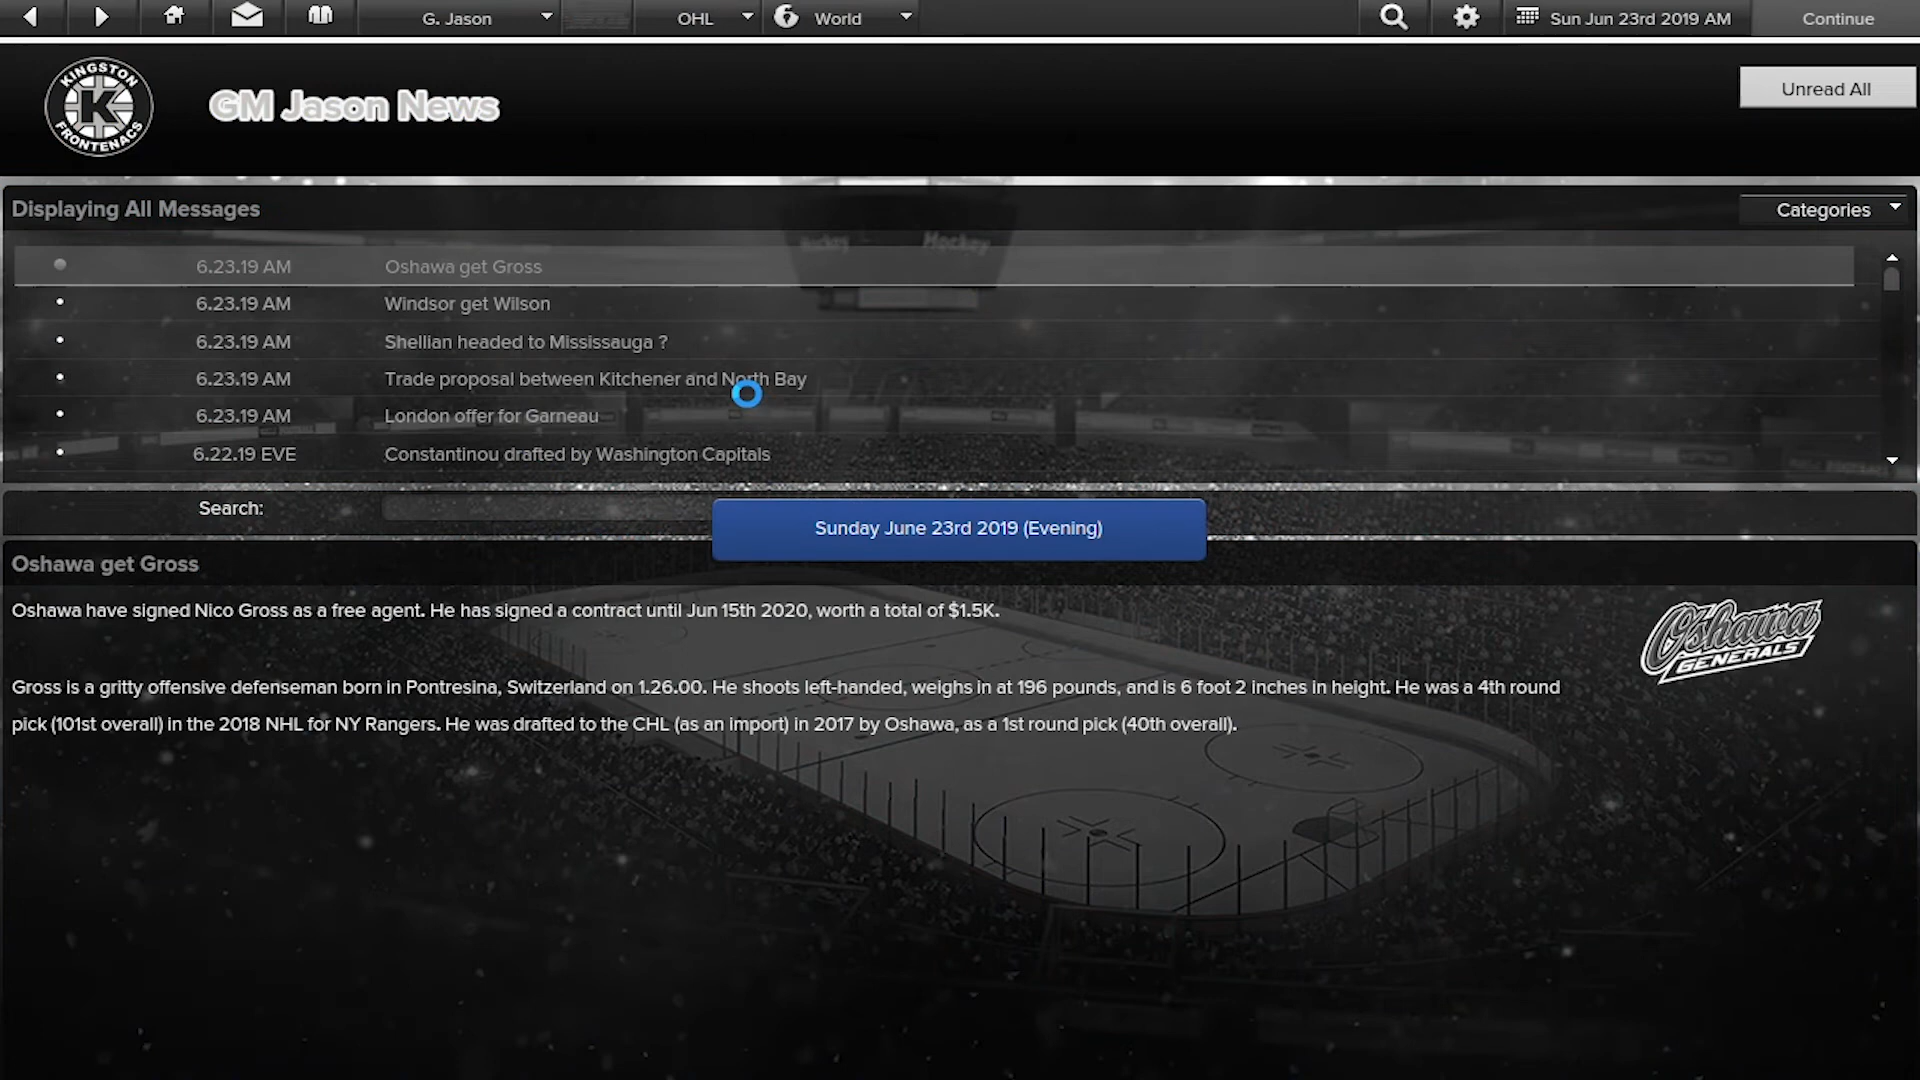 G. Jason
OHL
World
Sun Jun 23rd 2019 AM
Continue
KINGSTON
K
FRONTENACS
GM Jason News
Unread All
Displaying All Messages
Categories
Hockey
6.23.19 AM Oshawa get Gross
6.23.19 AM Windsor get Wilson
6.23.19 AM Shellian headed to Mississauga ?
6.23.19 AM Trade proposal between Kitchener and North Bay
6.23.19 AM London offer for Garneau
6.22.19 EVE Constantinou drafted by Washington Capitals
Search:
Sunday June 23rd 2019 (Evening)
Oshawa get Gross
Oshawa have signed Nico Gross as a free agent. He has signed a contract until Jun 15th 2020, worth a total of $1.5K.
Oshawa
GENERALS
Gross is a gritty offensive defenseman born in Pontresina, Switzerland on 1.26.00. He shoots left-handed, weighs in at 196 pounds, and is 6 foot 2 inches in height. He was a 4th round
pick (101st overall) in the 2018 NHL for NY Rangers. He was drafted to the CHL (as an import) in 2017 by Oshawa, as a 1st round pick (40th overall).